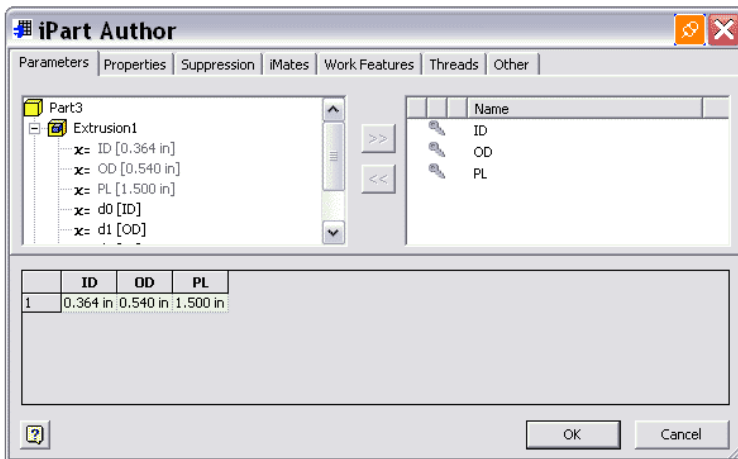 iPart Author
Parameters Properties Suppression iMates Work Features Threads Other
Part3
Extrusion1
x= ID [0.364 in]
x= OD [0.540 in]
x= PL [1.500 in]
x= d0 [ID]
x= d1 [OD]
>>
<<
Name
ID
OD
PL
ID OD PL
1 0.364 in 0.540 in 1.500 in
?
OK Cancel